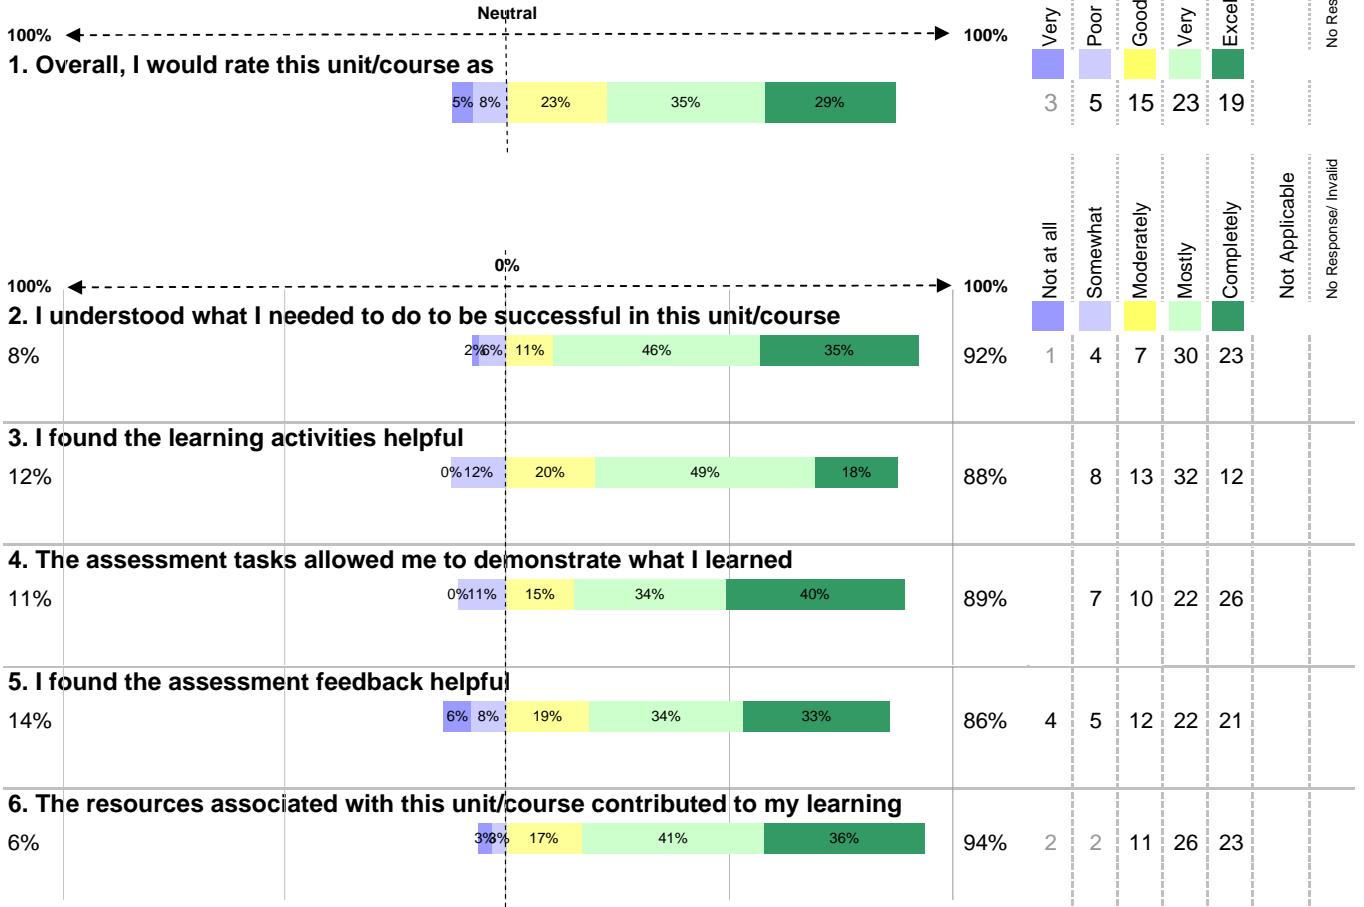 Neutral
100% 100%
Very
Poor
Good
Very
Excel
No Res
1. Overall, I would rate this unit/course as
5% 8% 23% 35% 29% 3 5 15 23 19
Not at all
Somewhat
Moderately
Mostly
Completely
Not Applicable
No Response/ Invalid
0%
100% 100%
2. I understood what I needed to do to be successful in this unit/course
8% 2% 6% 11% 46% 35% 92% 1 4 7 30 23
3. I found the learning activities helpful
12% 0% 12% 20% 49% 18% 88% 8 13 32 12
4. The assessment tasks allowed me to demonstrate what I learned
11% 0% 11% 15% 34% 40% 89% 7 10 22 26
5. I found the assessment feedback helpful
14% 6% 8% 19% 34% 33% 86% 4 5 12 22 21
6. The resources associated with this unit/course contributed to my learning
6% 3% 3% 17% 41% 36% 94% 2 2 11 26 23